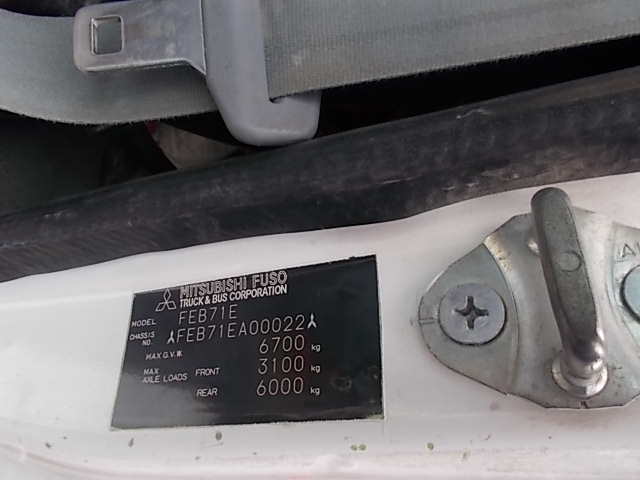 MITSUBISHI FUSO
TRUCK & BUS CORPORATION
MODEL FEB71E
CHASSIS NO. FEB71EA00022
MAX G.V.W. 6700 kg
MAX AXLE LOADS FRONT 3100 kg
REAR 6000 kg
A